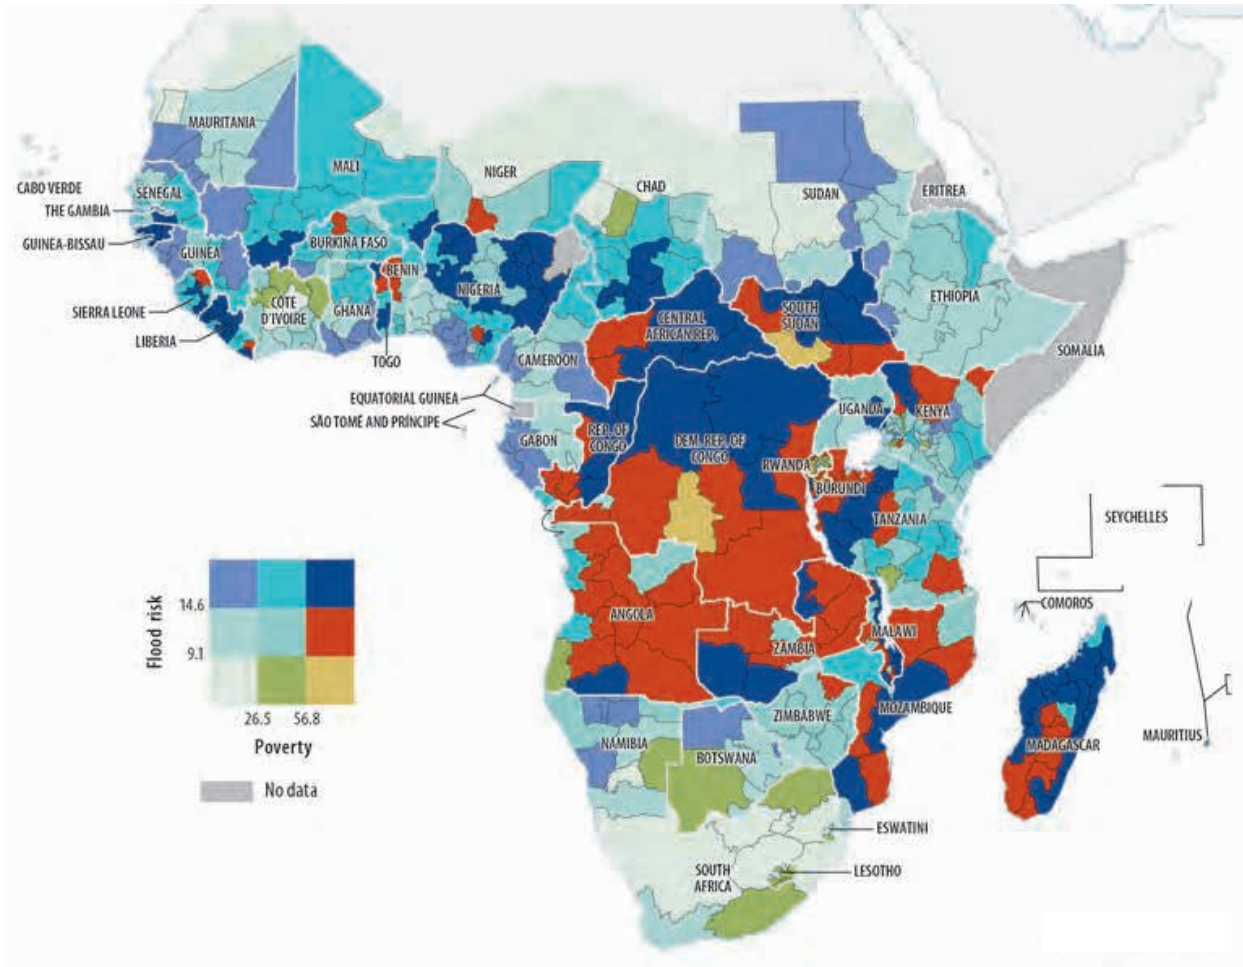 MAURITANIA
MALI
NIGER
CHAD
SUDAN
ERITREA
CABO VERDE
SENEGAL
THE GAMBIA
GUINEA-BISSAU
GUINEA
BURKINA FASO
BENIN
NIGERIA
SIERRA LEONE
CÔTE
D'IVOIRE
GHANA
LIBERIA
TOGO
CENTRAL
AFRICAN REP.
SOUTH
SUDAN
ETHIOPIA
SOMALIA
CAMEROON
EQUATORIAL GUINEA
SÃO TOMÉ AND PRÍNCIPE
GABON
REP. OF
CONGO
DEM. REP. OF
CONGO
UGANDA
KENYA
RWANDA
BURUNDI
TANZANIA
SEYCHELLES
COMOROS
ANGOLA
ZAMBIA
MALAWI
MOZAMBIQUE
ZIMBABWE
NAMIBIA
BOTSWANA
MADAGASCAR
MAURITIUS
ESWATINI
LESOTHO
SOUTH
AFRICA
Flood risk
14.6
9.1
26.5 56.8
Poverty
No data